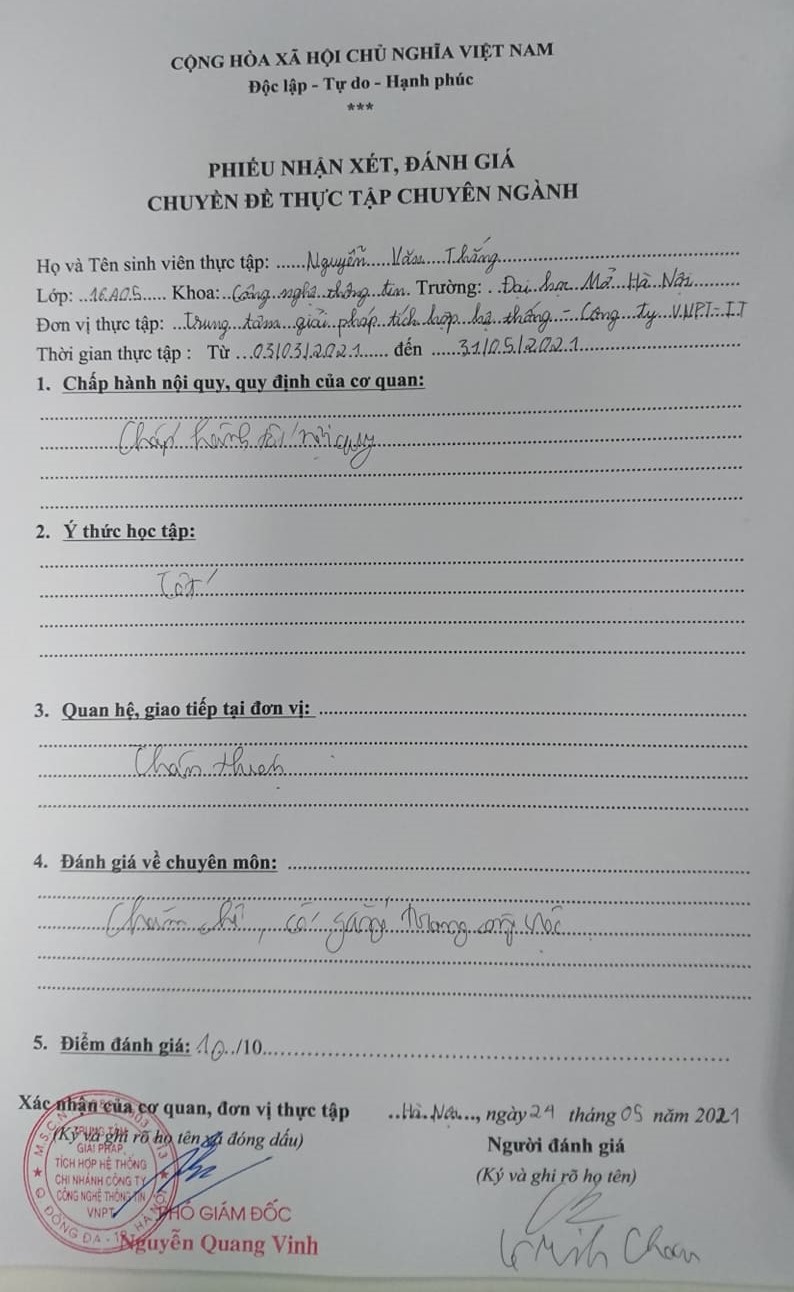 CỘNG HÒA XÃ HỘI CHỦ NGHĨA VIỆT NAM
Độc lập - Tự do - Hạnh phúc
***
PHIẾU NHẬN XÉT, ĐÁNH GIÁ
CHUYÊN ĐỀ THỰC TẬP CHUYÊN NGÀNH
Họ và Tên sinh viên thực tập: ......Nguyễn Văn Thắng......
Lớp: ..16A05..... Khoa: Công nghệ thông tin. Trường: . Đại học Mở Hà Nội......
Đơn vị thực tập: ...Trung tâm giải pháp tích hợp hệ thống - Công ty VNPT-IT
Thời gian thực tập : Từ ...03/03/2021...... đến ......31/05/2021......
1. Chấp hành nội quy, quy định của cơ quan:
Chấp hành tốt nội quy
2. Ý thức học tập:
Tốt
3. Quan hệ, giao tiếp tại đơn vị:
Chân thiện
4. Đánh giá về chuyên môn:
Chăm chỉ, cố gắng trong công việc
5. Điểm đánh giá: 10../10
Xác nhận của cơ quan, đơn vị thực tập
(Ký và ghi rõ họ tên và đóng dấu)
..Hà Nội..., ngày 24 tháng 05 năm 2021
Người đánh giá
(Ký và ghi rõ họ tên)
GIẢI PHÁP
TÍCH HỢP HỆ THỐNG
CHI NHÁNH CÔNG TY
CÔNG NGHỆ THÔNG TIN
VNPT
PHÓ GIÁM ĐỐC
Nguyễn Quang Vinh